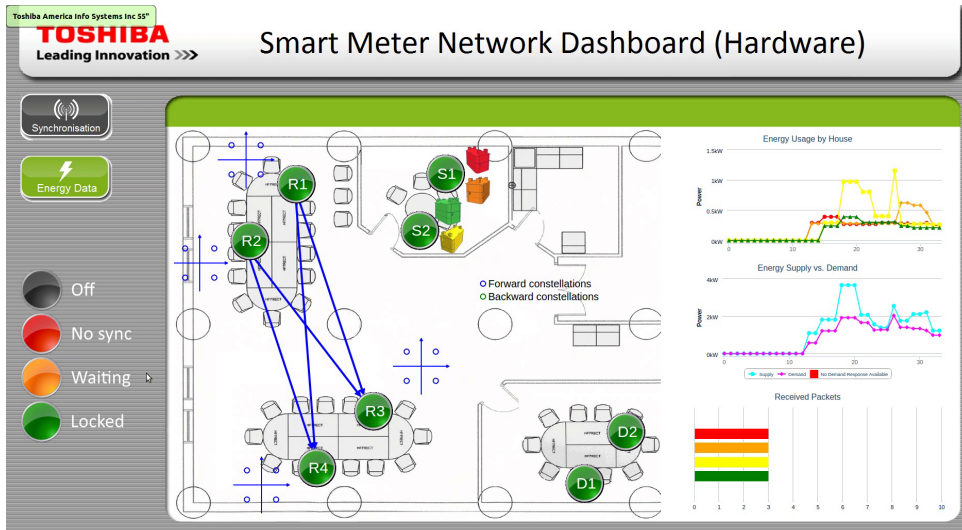 Toshiba America Info Systems Inc 55"
TOSHIBA
Leading Innovation >>>
Smart Meter Network Dashboard (Hardware)
Synchronisation
Energy Data
Off
No sync
Waiting
Locked
R1
R2
S1
S2
Forward constellations
Backward constellations
R3
R4
D2
D1
Energy Usage by House
1.5kW
1kW
0.5kW
0kW
Power
0 10 20 30
Energy Supply vs. Demand
4kW
2kW
0kW
Power
0 10 20 30
Supply Demand No Demand Response Available
Received Packets
0 1 2 3 4 5 6 7 8 9 10